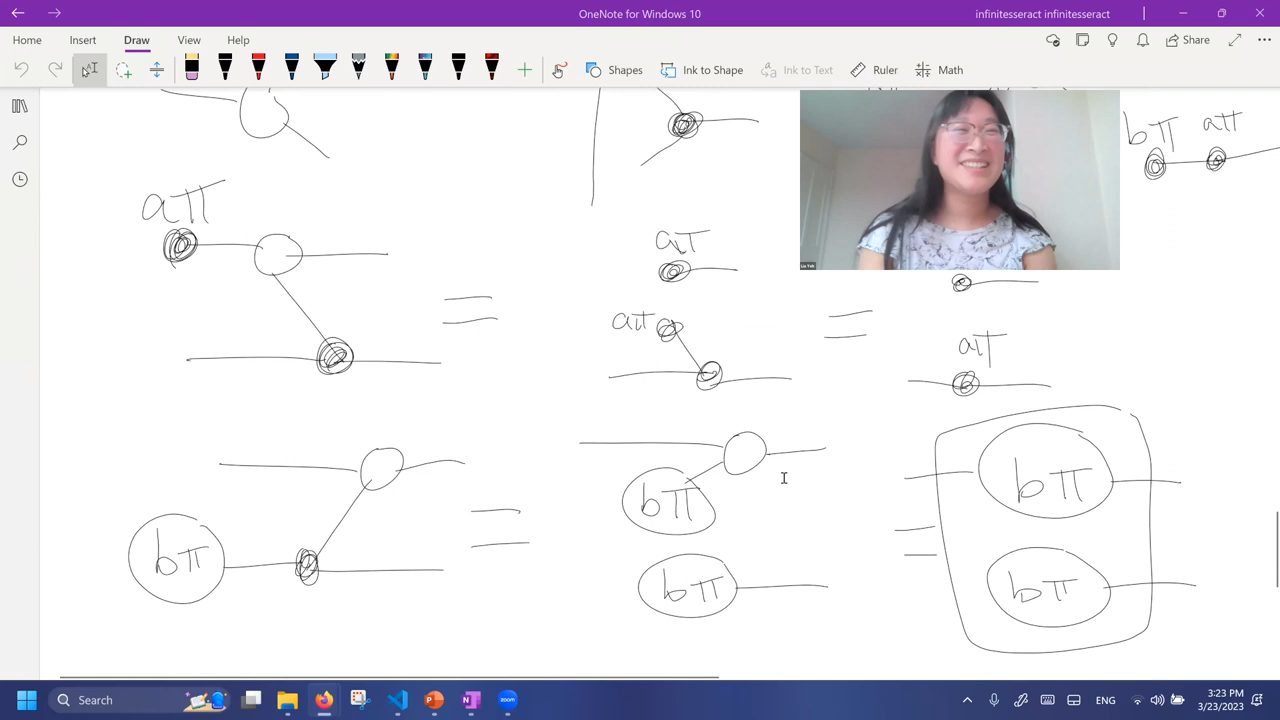 OneNote for Windows 10
infinitesseract infinitesseract
Home Insert Draw View Help
Share
Shapes
Ink to Shape
Ink to Text
Ruler
Math
bπ aπ
aπ
aπ
aπ
aπ
bπ
bπ
bπ
bπ
bπ
Search
zoom
ENG
3:23 PM
3/23/2023